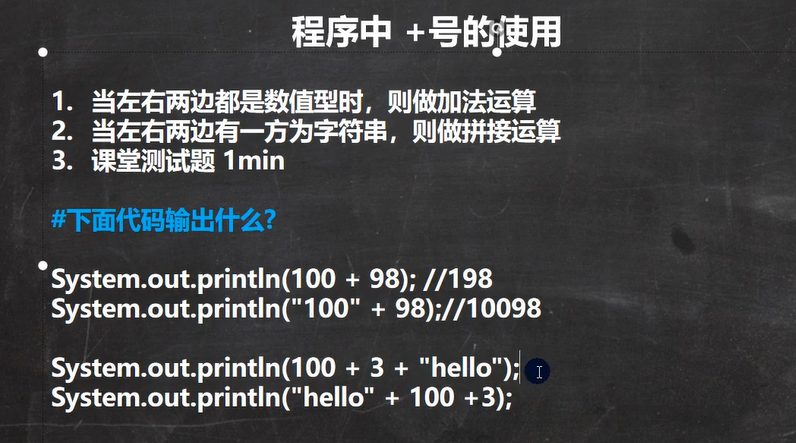 程序中 +号的使用
1. 当左右两边都是数值型时，则做加法运算
2. 当左右两边有一方为字符串，则做拼接运算
3. 课堂测试题 1min
#下面代码输出什么?
System.out.println(100 + 98); //198
System.out.println("100" + 98);//10098
System.out.println(100 + 3 + "hello");
System.out.println("hello" + 100 +3);